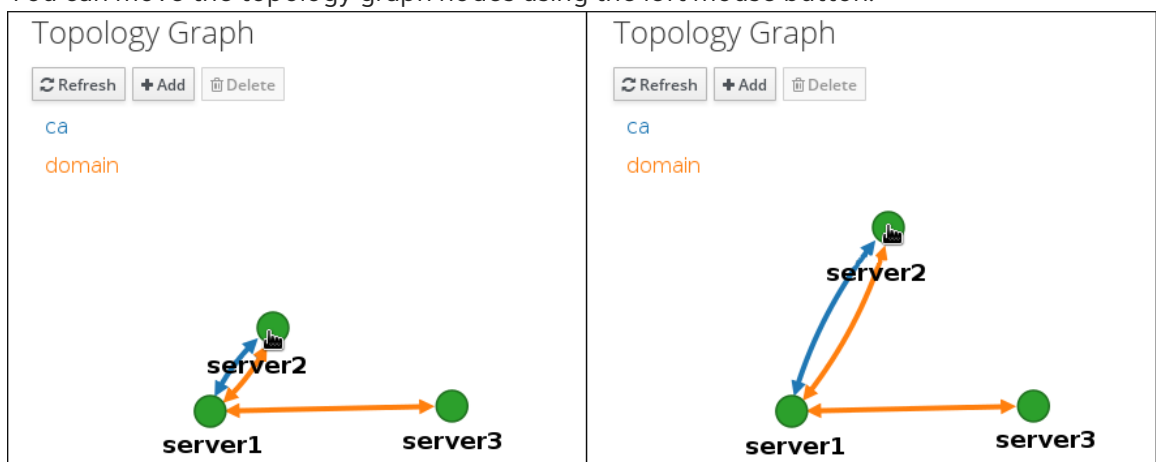 Topology Graph
Refresh Add Delete
ca
domain
server2
server1
server3
Topology Graph
Refresh Add Delete
ca
domain
server2
server1
server3